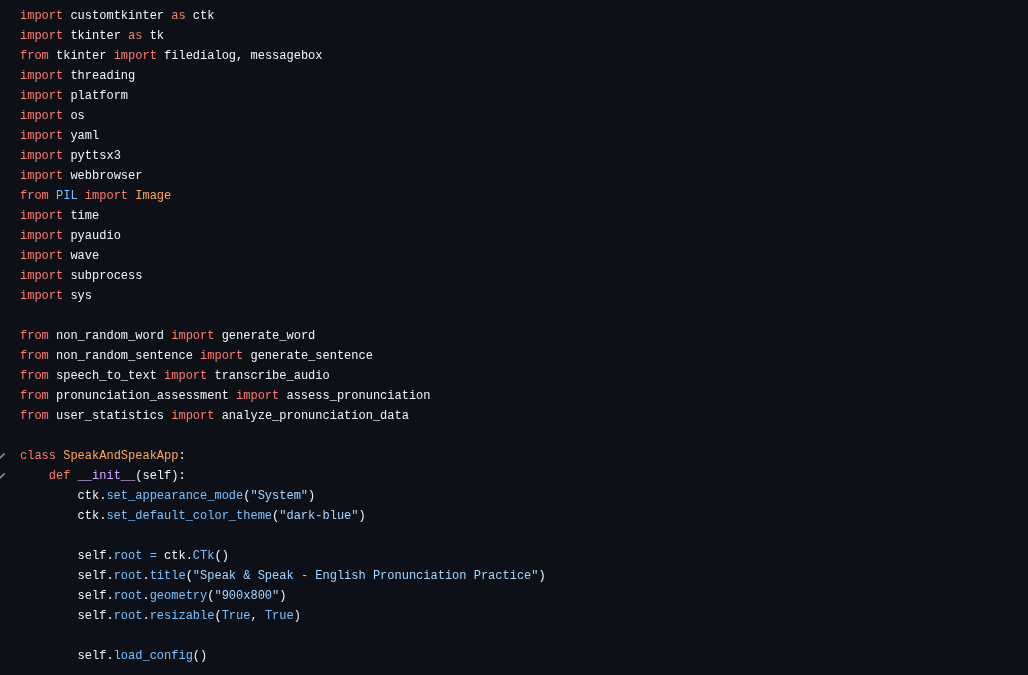 import customtkinter as ctk
import tkinter as tk
from tkinter import filedialog, messagebox
import threading
import platform
import os
import yaml
import pyttsx3
import webbrowser
from PIL import Image
import time
import pyaudio
import wave
import subprocess
import sys

from non_random_word import generate_word
from non_random_sentence import generate_sentence
from speech_to_text import transcribe_audio
from pronunciation_assessment import assess_pronunciation
from user_statistics import analyze_pronunciation_data

class SpeakAndSpeakApp:
    def __init__(self):
        ctk.set_appearance_mode("System")
        ctk.set_default_color_theme("dark-blue")

        self.root = ctk.CTk()
        self.root.title("Speak & Speak - English Pronunciation Practice")
        self.root.geometry("900x800")
        self.root.resizable(True, True)

        self.load_config()